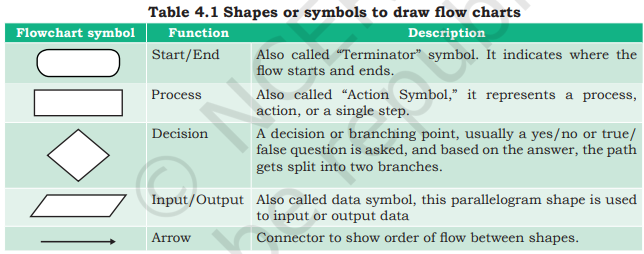 Table 4.1 Shapes or symbols to draw flow charts
Flowchart symbol Function Description
Start/End Also called “Terminator” symbol. It indicates where the
flow starts and ends.
Process Also called “Action Symbol,” it represents a process,
action, or a single step.
Decision A decision or branching point, usually a yes/no or true/
false question is asked, and based on the answer, the path
gets split into two branches.
Input/Output Also called data symbol, this parallelogram shape is used
to input or output data
Arrow Connector to show order of flow between shapes.
© NCER
be republi